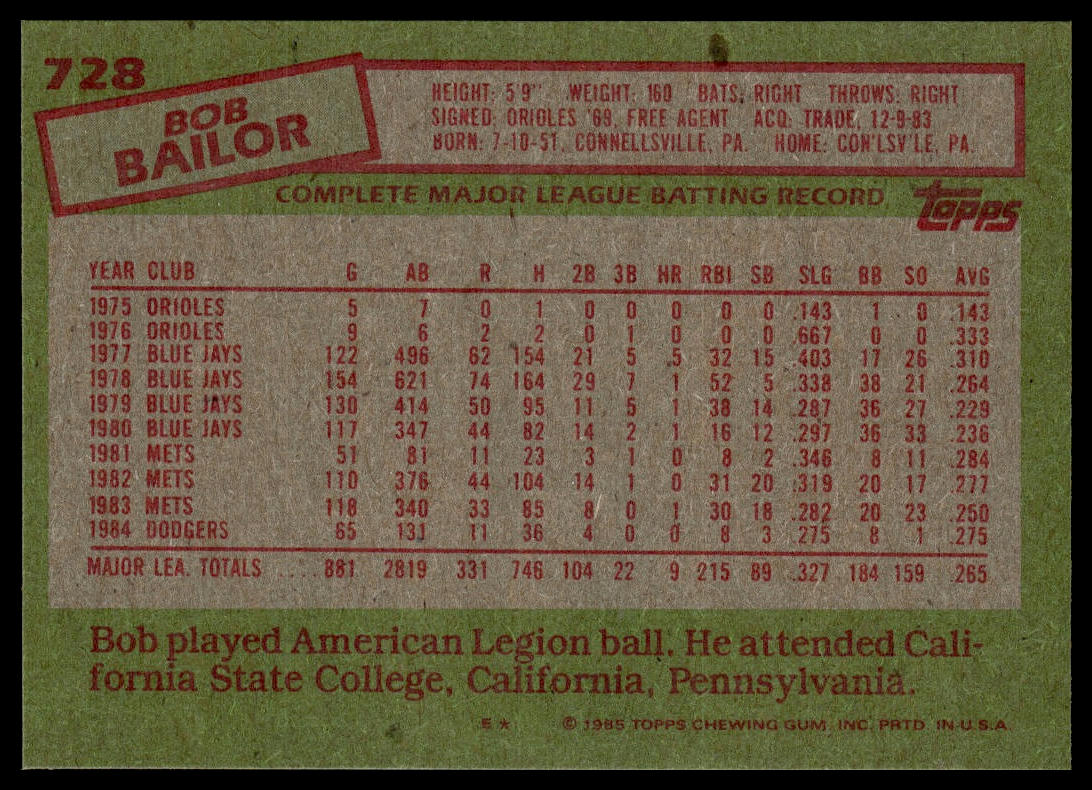 728
BOB
BAILOR
HEIGHT: 5'9". WEIGHT: 160 BATS: RIGHT THROWS: RIGHT
SIGNED: ORIOLES '69, FREE AGENT ACQ: TRADE, 12-9-83
BORN: 7-10-51, CONNELLSVILLE, PA. HOME: CON'LSV'LE, PA.
COMPLETE MAJOR LEAGUE BATTING RECORD
Topps
YEAR CLUB G AB R H 2B 3B HR RBI SB SLG BB SO AVG
1975 ORIOLES 5 7 0 1 0 0 0 0 0 .143 1 0 .143
1976 ORIOLES 9 6 2 2 0 1 0 0 0 .667 0 0 .333
1977 BLUE JAYS 122 496 62 154 21 5 .5 32 15 .403 17 26 .310
1978 BLUE JAYS 154 621 74 164 29 7 1 52 5 .338 38 21 .264
1979 BLUE JAYS 130 414 50 95 11 5 1 38 14 .287 36 27 .229
1980 BLUE JAYS 117 347 44 82 14 2 1 16 12 .297 36 33 .236
1981 METS 51 81 11 23 3 1 0 8 2 .346 8 11 .284
1982 METS 110 376 44 104 14 1 0 31 20 .319 20 17 .277
1983 METS 118 340 33 85 8 0 1 30 18 .282 20 23 .250
1984 DODGERS 65 131 11 36 4 0 0 8 3 .275 8 1 .275
MAJOR LEA. TOTALS .... 881 2819 331 746 104 22 9 215 89 .327 184 159 .265
Bob played American Legion ball. He attended Cali-
fornia State College, California, Pennsylvania.
E* © 1985 TOPPS CHEWING GUM, INC. PRTD. IN U.S.A.